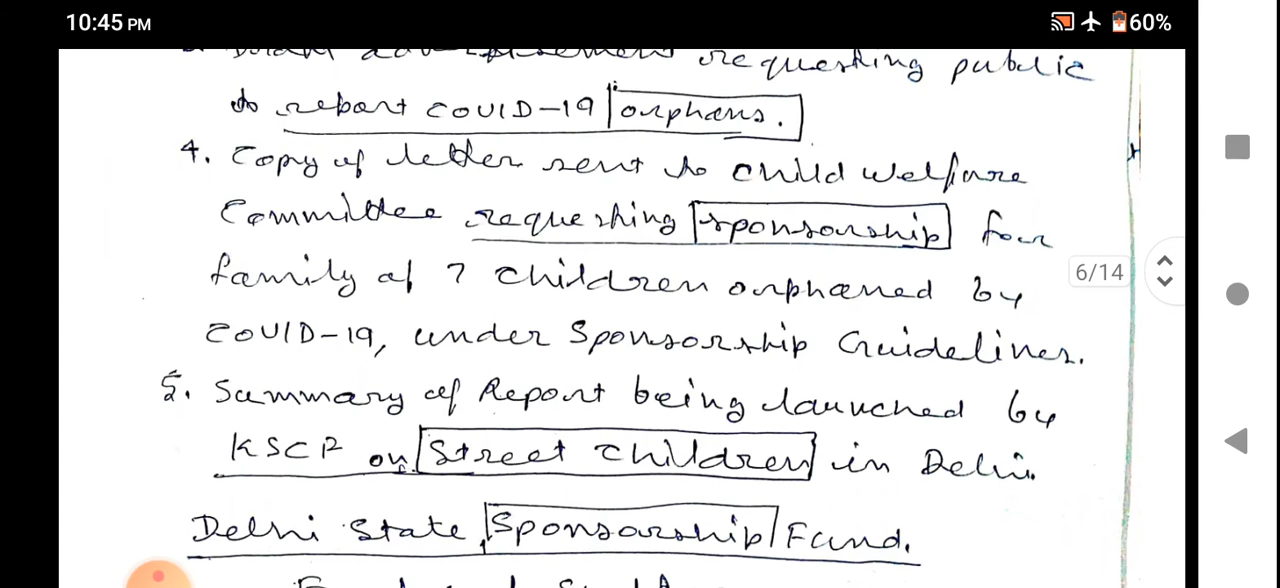 10:45 PM
60%
requesting public
to report COVID-19 orphans.
4. Copy of letter sent to child welfare
Committee requesting sponsorship for
family of 7 children orphaned by
COVID-19, under Sponsorship Guidelines.
6/14
5. Summary of Report being launched by
KSCF on Street children in Delhi.
Delhi State Sponsorship Fund.